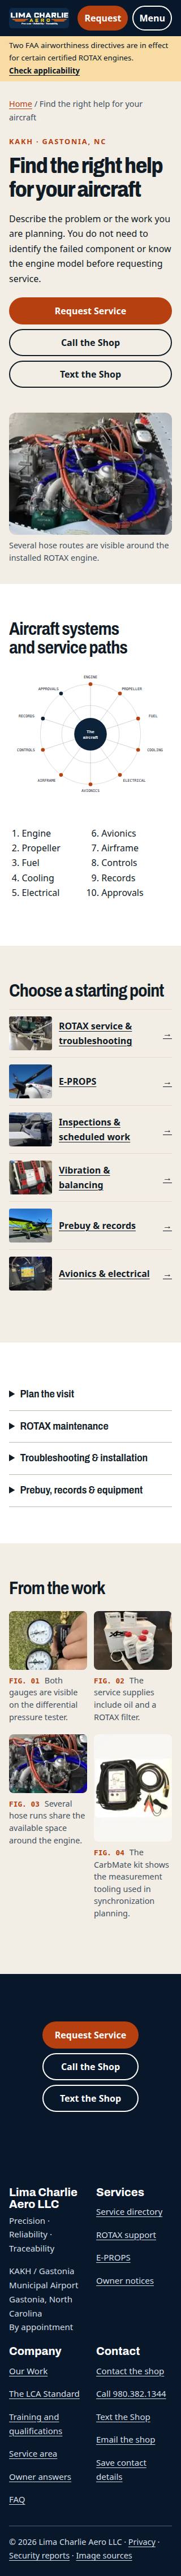 LIMA CHARLIE
AERO
Request
Menu
Two FAA airworthiness directives are in effect
for certain ROTAX engines.
Check applicability
Home / Find the right help for your
aircraft
KAKH · GASTONIA, NC
Find the right help
for your aircraft
Describe the problem or the work you
are planning. You do not need to
identify the failed component or know
the engine model before requesting
service.
Request Service
Call the Shop
Text the Shop
Several hose routes are visible around the
installed ROTAX engine.
Aircraft systems
and service paths
ENGINE
APPROVALS
PROPELLER
RECORDS
FUEL
The
aircraft
CONTROLS
COOLING
AIRFRAME
ELECTRICAL
AVIONICS
1. Engine
2. Propeller
3. Fuel
4. Cooling
5. Electrical
6. Avionics
7. Airframe
8. Controls
9. Records
10. Approvals
Choose a starting point
ROTAX service &
troubleshooting →
E-PROPS →
Inspections &
scheduled work →
Vibration &
balancing →
Prebuy & records →
Avionics & electrical →
Plan the visit
ROTAX maintenance
Troubleshooting & installation
Prebuy, records & equipment
From the work
FIG. 01 Both
gauges are visible
on the differential
pressure tester.
FIG. 02 The
service supplies
include oil and a
ROTAX filter.
FIG. 03 Several
hose runs share the
available space
around the engine.
FIG. 04 The
CarbMate kit shows
the measurement
tooling used in
synchronization
planning.
Request Service
Call the Shop
Text the Shop
Lima Charlie
Aero LLC
Precision ·
Reliability ·
Traceability
KAKH / Gastonia
Municipal Airport
Gastonia, North
Carolina
By appointment
Services
Service directory
ROTAX support
E-PROPS
Owner notices
Company
Our Work
The LCA Standard
Training and
qualifications
Service area
Owner answers
FAQ
Contact
Contact the shop
Call 980.382.1344
Text the Shop
Email the shop
Save contact
details
© 2026 Lima Charlie Aero LLC · Privacy ·
Security reports · Image sources